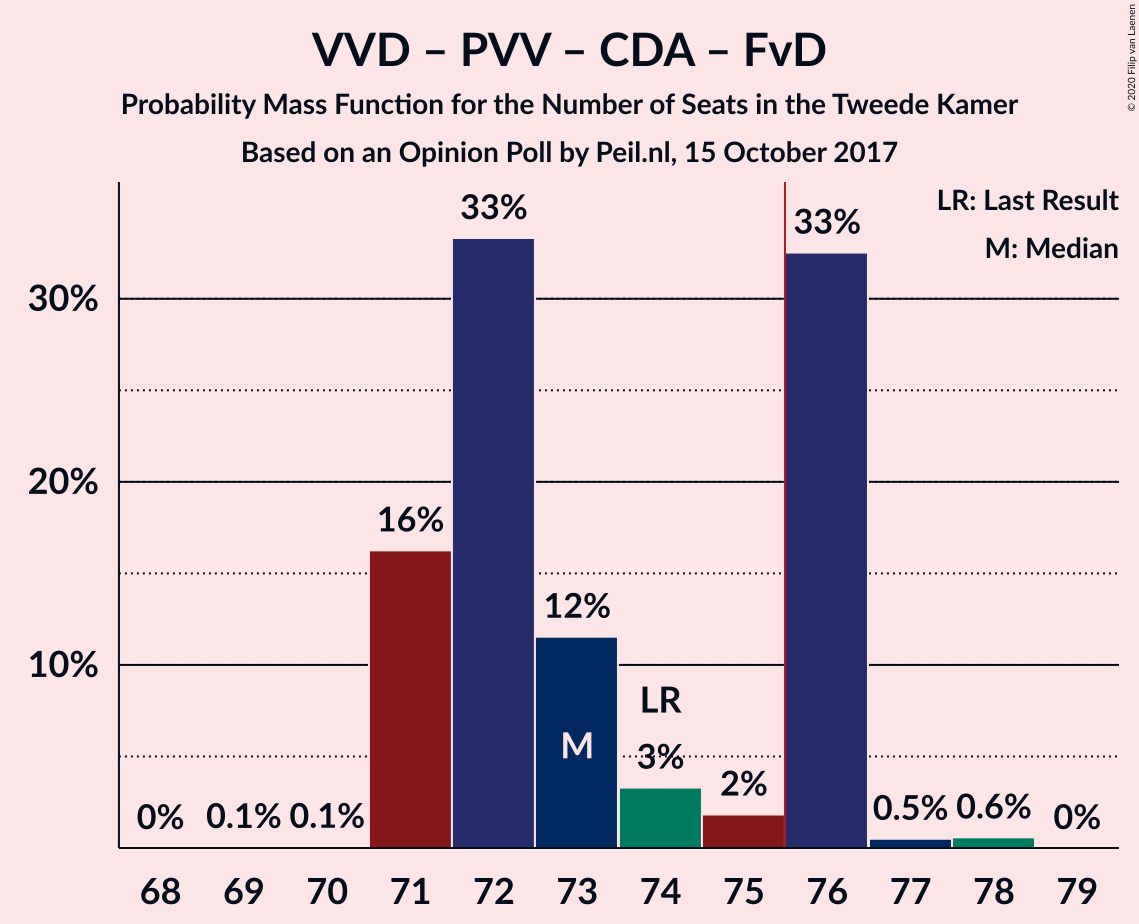 VVD – PVV – CDA – FvD
Probability Mass Function for the Number of Seats in the Tweede Kamer
Based on an Opinion Poll by Peil.nl, 15 October 2017
© 2020 Filip van Laenen
LR: Last Result
M: Median
30%
20%
10%
0%
0.1%
0.1%
16%
33%
12%
M
LR
3%
2%
33%
0.5%
0.6%
0%
68 69 70 71 72 73 74 75 76 77 78 79